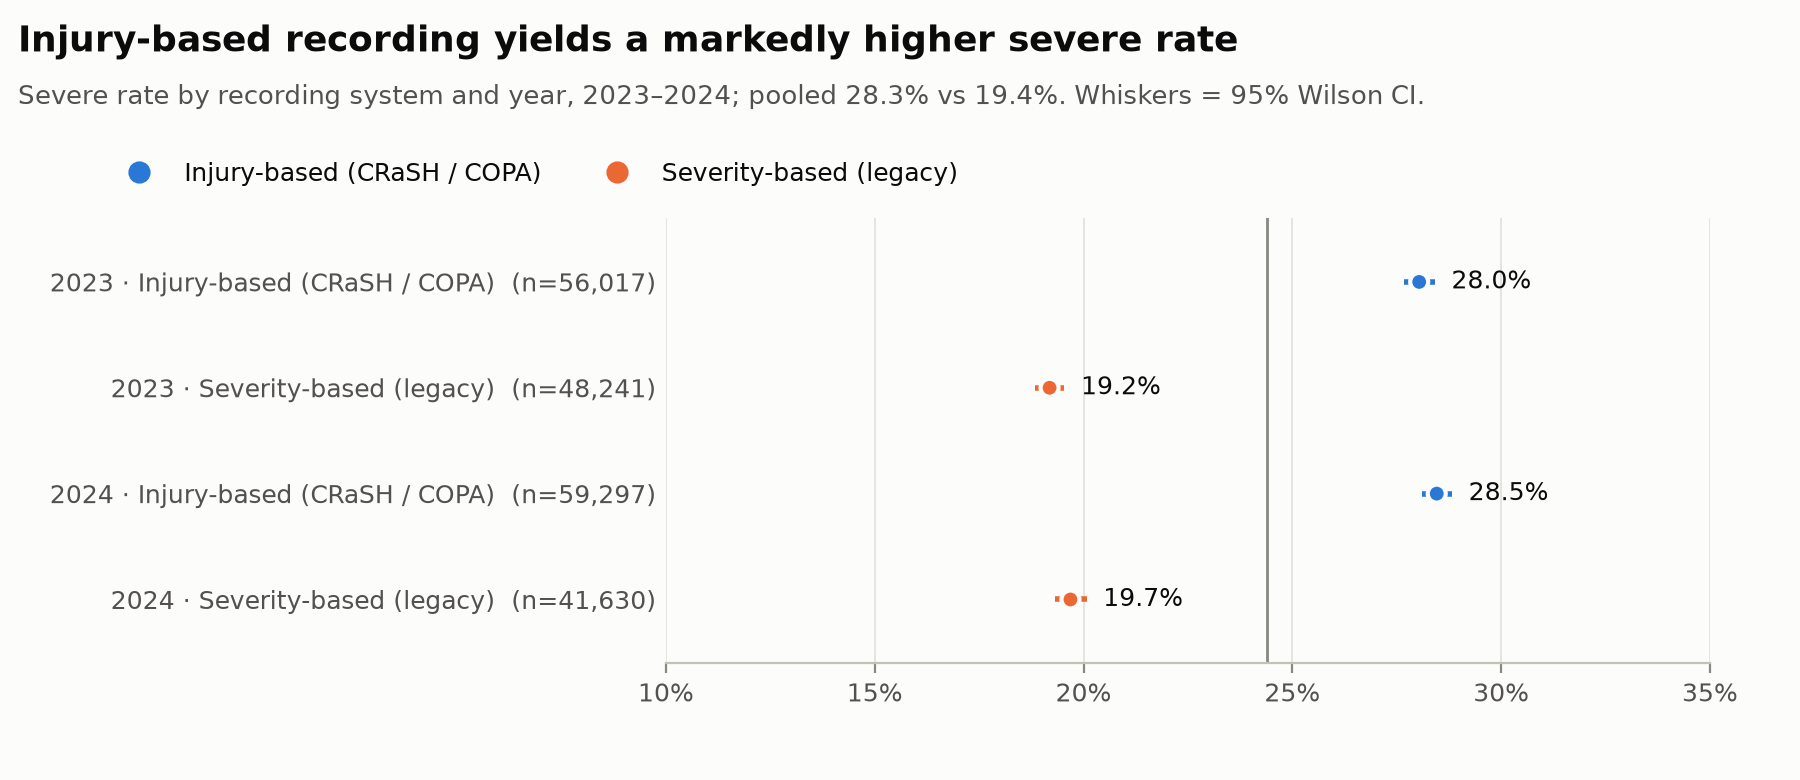 Injury-based recording yields a markedly higher severe rate
Severe rate by recording system and year, 2023–2024; pooled 28.3% vs 19.4%. Whiskers = 95% Wilson CI.
Injury-based (CRaSH / COPA) Severity-based (legacy)
2023 · Injury-based (CRaSH / COPA) (n=56,017) 28.0%
2023 · Severity-based (legacy) (n=48,241) 19.2%
2024 · Injury-based (CRaSH / COPA) (n=59,297) 28.5%
2024 · Severity-based (legacy) (n=41,630) 19.7%
10% 15% 20% 25% 30% 35%